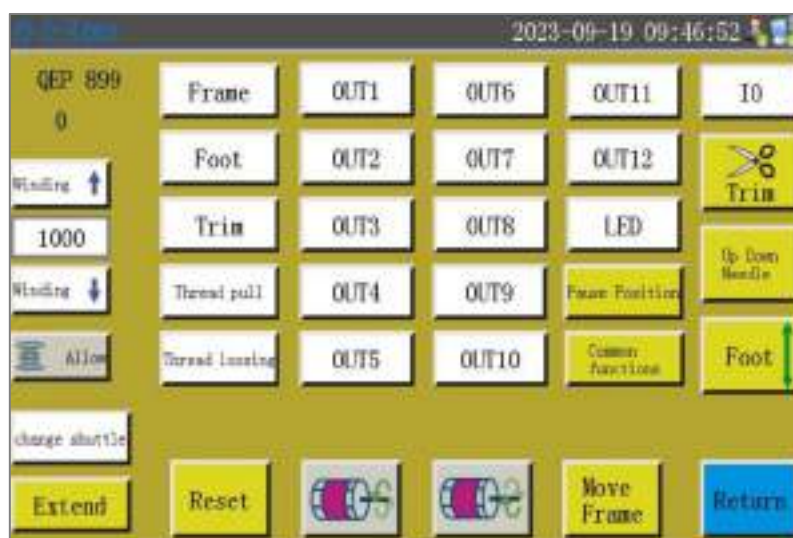 2023-09-19 09:46:52
QEP 899
0
Winding
1000
Winding
Allow
change shuttle
Extend
Frame
Foot
Trim
Thread pull
Thread loosing
Reset
OUT1
OUT2
OUT3
OUT4
OUT5
OUT6
OUT7
OUT8
OUT9
OUT10
OUT11
OUT12
LED
Pause Position
Common
functions
Move
Frame
IO
Trim
Up Down
Needle
Foot
Return